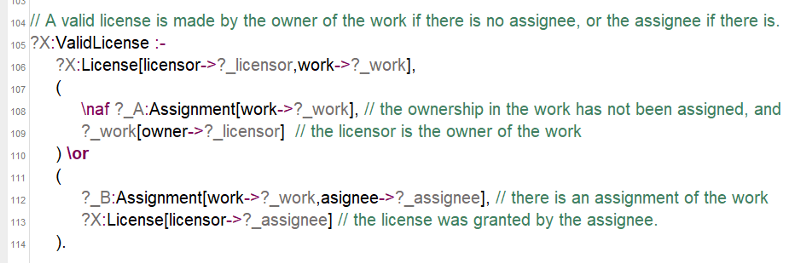 104 // A valid license is made by the owner of the work if there is no assignee, or the assignee if there is.
105 ?X:ValidLicense :-
106 ?X:License[licensor->?_licensor,work->?_work],
107 (
108 \naf ?_A:Assignment[work->?_work], // the ownership in the work has not been assigned, and
109 ?_work[owner->?_licensor] // the licensor is the owner of the work
110 ) \or
111 (
112 ?_B:Assignment[work->?_work,asignee->?_assignee], // there is an assignment of the work
113 ?X:License[licensor->?_assignee] // the license was granted by the assignee.
114 ).